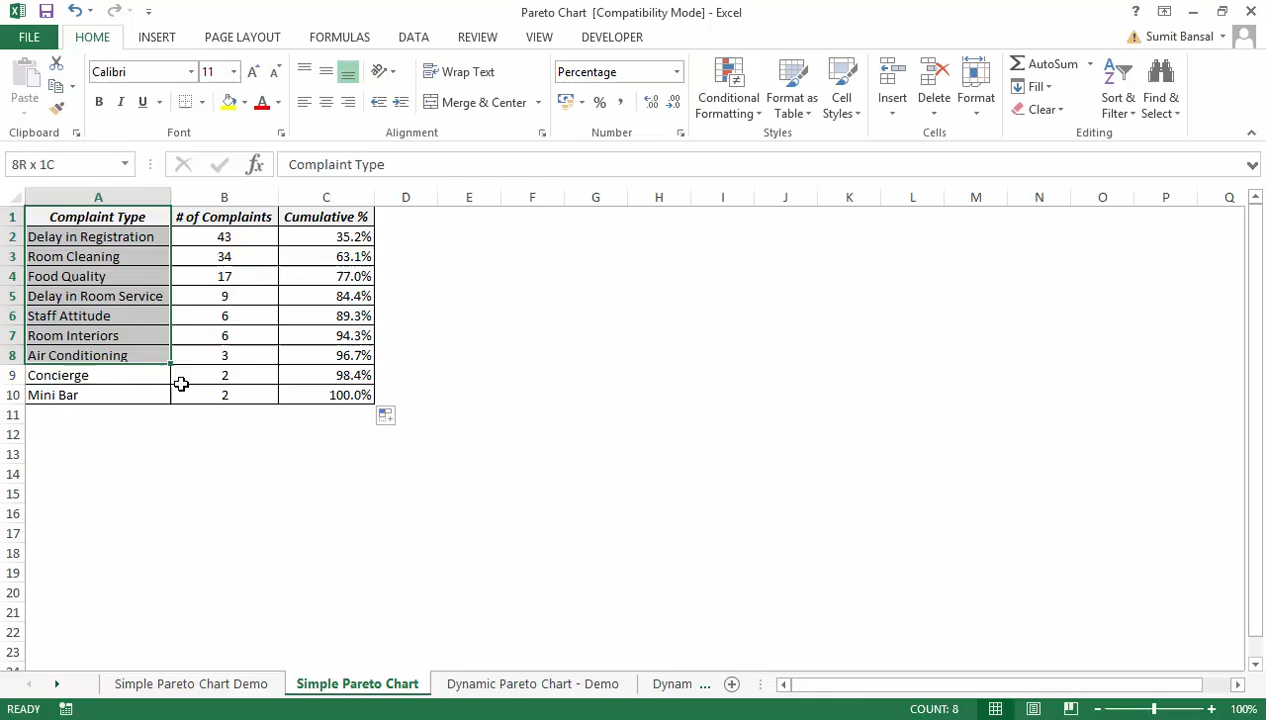 Pareto Chart [Compatibility Mode] - Excel
?
FILE HOME INSERT PAGE LAYOUT FORMULAS DATA REVIEW VIEW DEVELOPER Sumit Bansal
Paste
Calibri 11 A A
B I U A
Wrap Text
Merge & Center
Percentage
% ,
Conditional Formatting
Format as Table
Cell Styles
Insert Delete Format
AutoSum
Fill
Clear
Sort & Filter
Find & Select
Clipboard Font Alignment Number Styles Cells Editing
8R x 1C fx Complaint Type
A B C D E F G H I J K L M N O P Q
1 Complaint Type # of Complaints Cumulative %
2 Delay in Registration 43 35.2%
3 Room Cleaning 34 63.1%
4 Food Quality 17 77.0%
5 Delay in Room Service 9 84.4%
6 Staff Attitude 6 89.3%
7 Room Interiors 6 94.3%
8 Air Conditioning 3 96.7%
9 Concierge 2 98.4%
10 Mini Bar 2 100.0%
11
12
13
14
15
16
17
18
19
20
21
22
23
Simple Pareto Chart Demo Simple Pareto Chart Dynamic Pareto Chart - Demo Dynam ...
READY COUNT: 8 100%